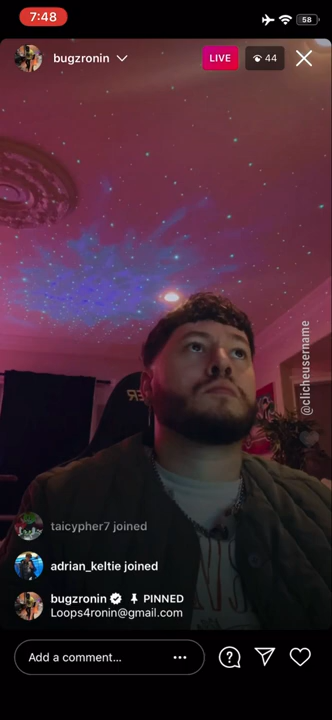 7:48
58
bugzronin
LIVE
44
@clicheusername
taicypher7 joined
adrian_keltie joined
bugzronin PINNED
Loops4ronin@gmail.com
Add a comment...